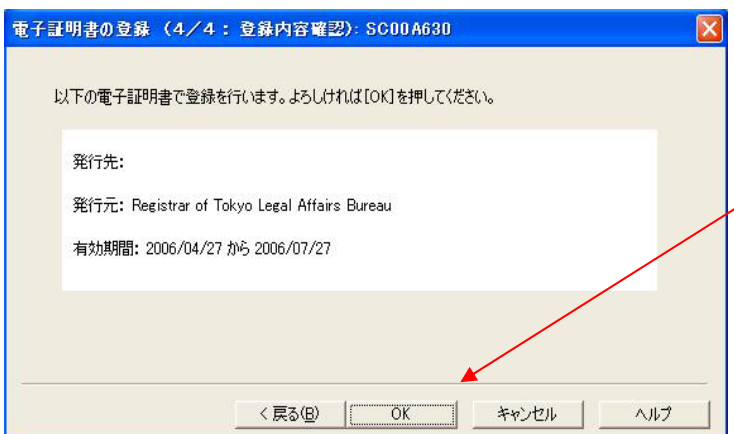 電子証明書の登録 (4/4 : 登録内容確認): SC00A630
以下の電子証明書で登録を行います。よろしければ[OK]を押してください。
発行先:
発行元: Registrar of Tokyo Legal Affairs Bureau
有効期間: 2006/04/27 から 2006/07/27
< 戻る(B) OK キャンセル ヘルプ